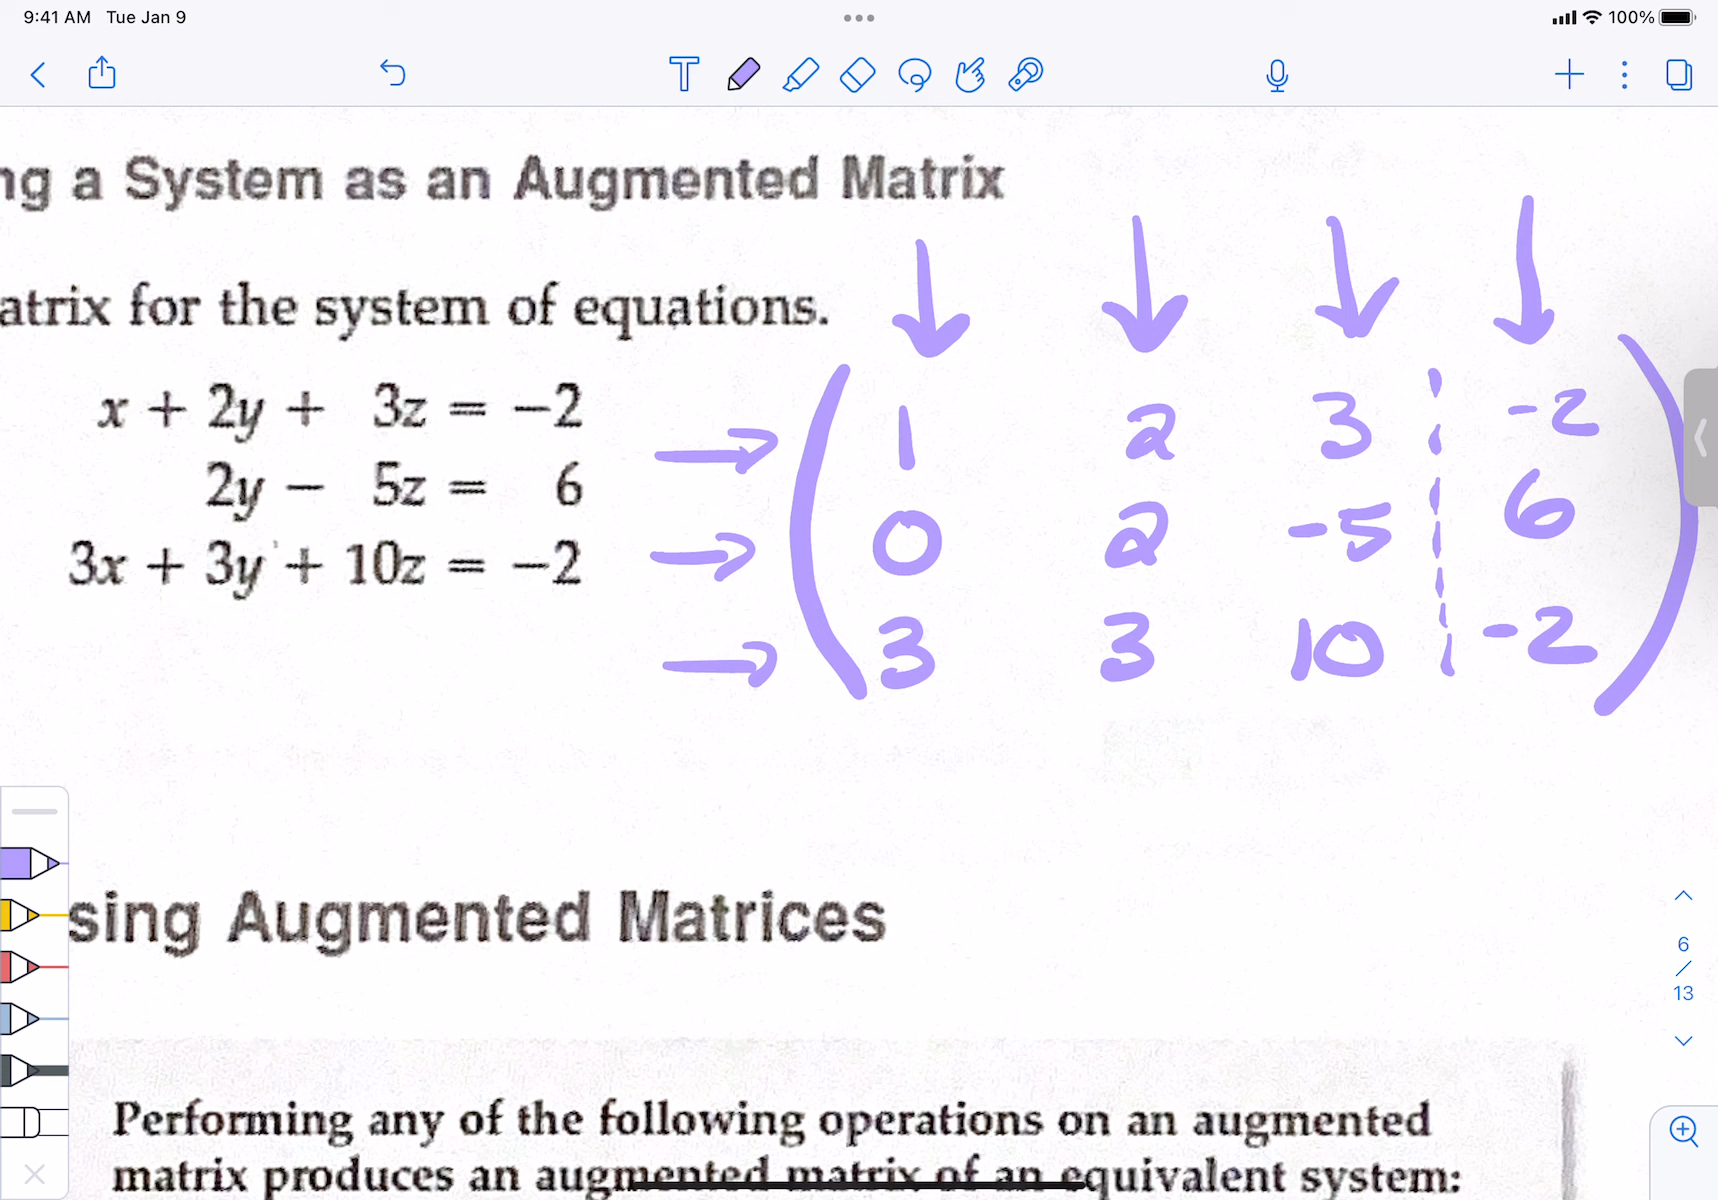 9:41 AM Tue Jan 9
100%
T
ng a System as an Augmented Matrix
atrix for the system of equations.
x + 2y + 3z = −2
2y − 5z = 6
3x + 3y + 10z = −2
1 2 3 -2
0 2 -5 6
3 3 10 -2
sing Augmented Matrices
6
/
13
Performing any of the following operations on an augmented
matrix produces an augmented matrix of an equivalent system: